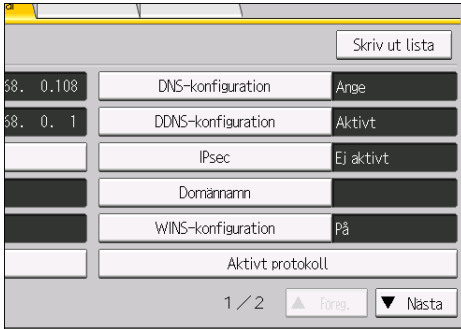 Skriv ut lista
68. 0.108 DNS-konfiguration Ange
68. 0. 1 DDNS-konfiguration Aktivt
IPsec Ej aktivt
Domännamn
WINS-konfiguration På
Aktivt protokoll
1/2 ▲ Föreg. ▼ Nästa